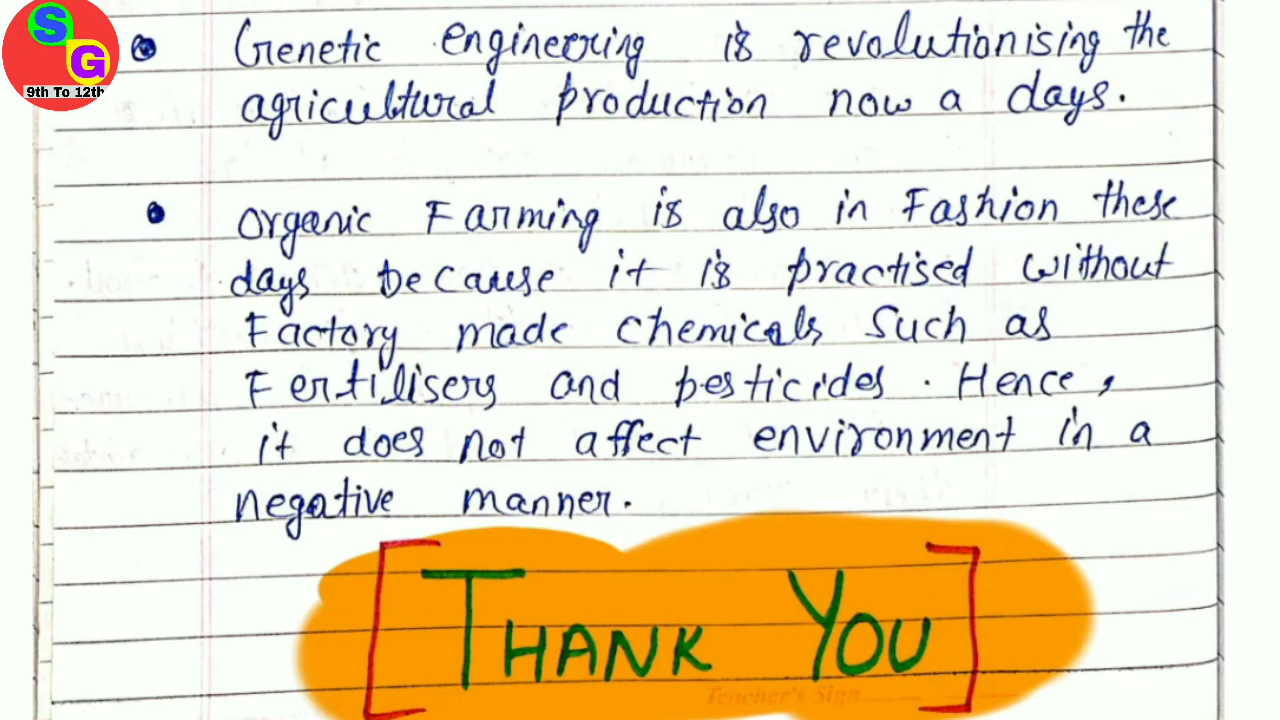 SG
9th To 12th
Genetic engineering is revolutionising the
agricultural production now a days.
Organic Farming is also in Fashion these
days because it is practised without
Factory made chemicals such as
Fertilisers and pesticides. Hence,
it does not affect environment in a
negative manner.
[THANK YOU]
Teacher's Sign